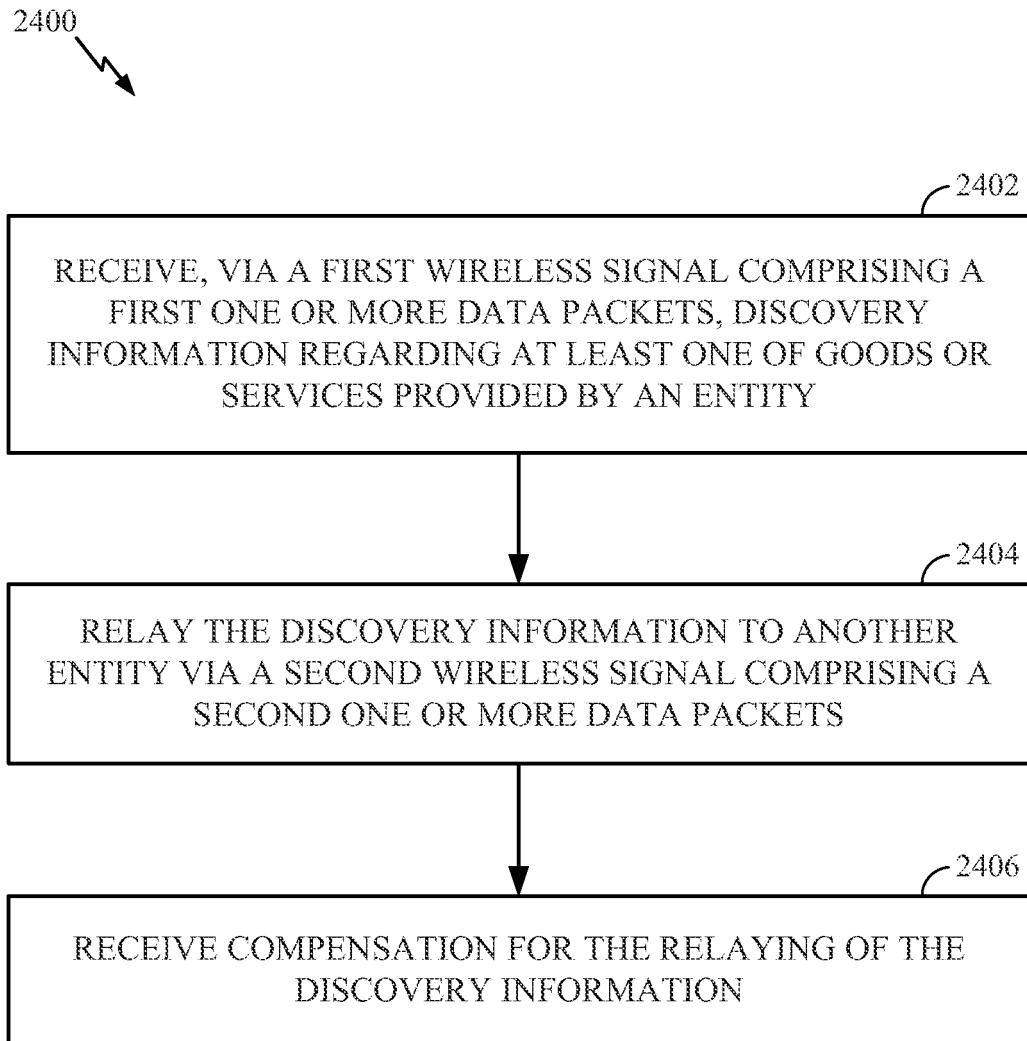 2400
2402
RECEIVE, VIA A FIRST WIRELESS SIGNAL COMPRISING A
FIRST ONE OR MORE DATA PACKETS, DISCOVERY
INFORMATION REGARDING AT LEAST ONE OF GOODS OR
SERVICES PROVIDED BY AN ENTITY
2404
RELAY THE DISCOVERY INFORMATION TO ANOTHER
ENTITY VIA A SECOND WIRELESS SIGNAL COMPRISING A
SECOND ONE OR MORE DATA PACKETS
2406
RECEIVE COMPENSATION FOR THE RELAYING OF THE
DISCOVERY INFORMATION